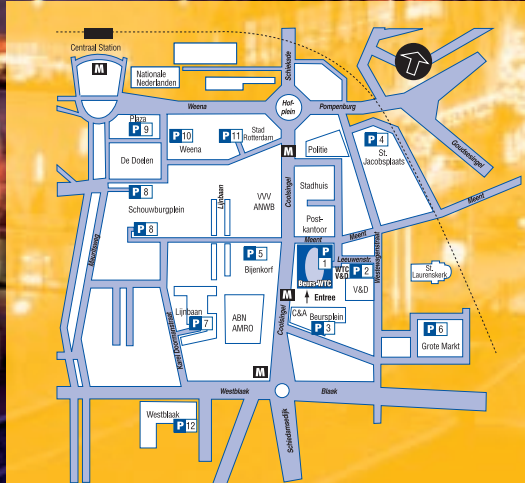 Centraal Station
M
Nationale
Nederlanden
Schiekade
Weena
Hof-
plein
Pompenburg
Goudsesingel
Plaza
P 9
P 10
Weena
P 11
Stad
Rotterdam
Politie
P 4
St.
Jacobsplaats
M
De Doelen
P 8
Schouwburgplein
P 8
Lijnbaan
VVV
ANWB
Coolsingel
Stadhuis
Post-
kantoor
Meent
Meent
Meent
Westewagenstraat
Mauritsweg
P 5
Bijenkorf
P
1
Beurs-WTC
Leeuwenstr.
WTC
V&D
P 2
V&D
St.
Laurenskerk
M
Entree
C&A
Beursplein
P 3
Lijnbaan
P 7
Karel Doormanstraat
ABN
AMRO
Coolsingel
P 6
Grote Markt
M
Westblaak
Blaak
Westblaak
P 12
Schiedamsedijk